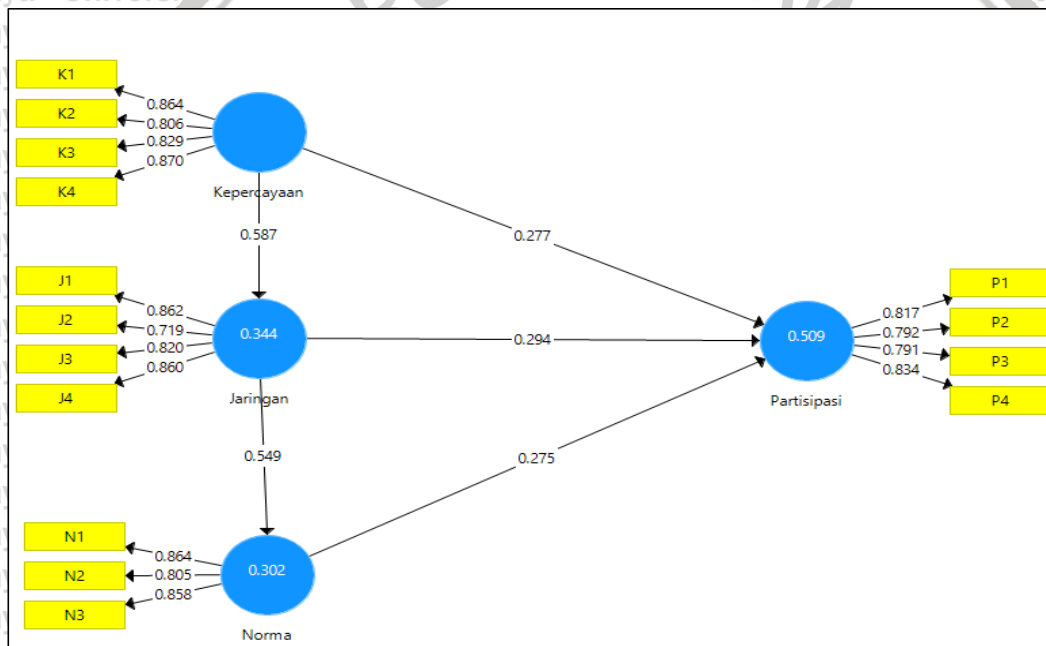 K1
K2
K3
K4
0.864
0.806
0.829
0.870
Kepercayaan
0.587
0.277
J1
J2
J3
J4
0.862
0.719
0.820
0.860
0.344
Jaringan
0.294
0.509
Partisipasi
0.817
0.792
0.791
0.834
P1
P2
P3
P4
0.549
0.275
N1
N2
N3
0.864
0.805
0.858
0.302
Norma